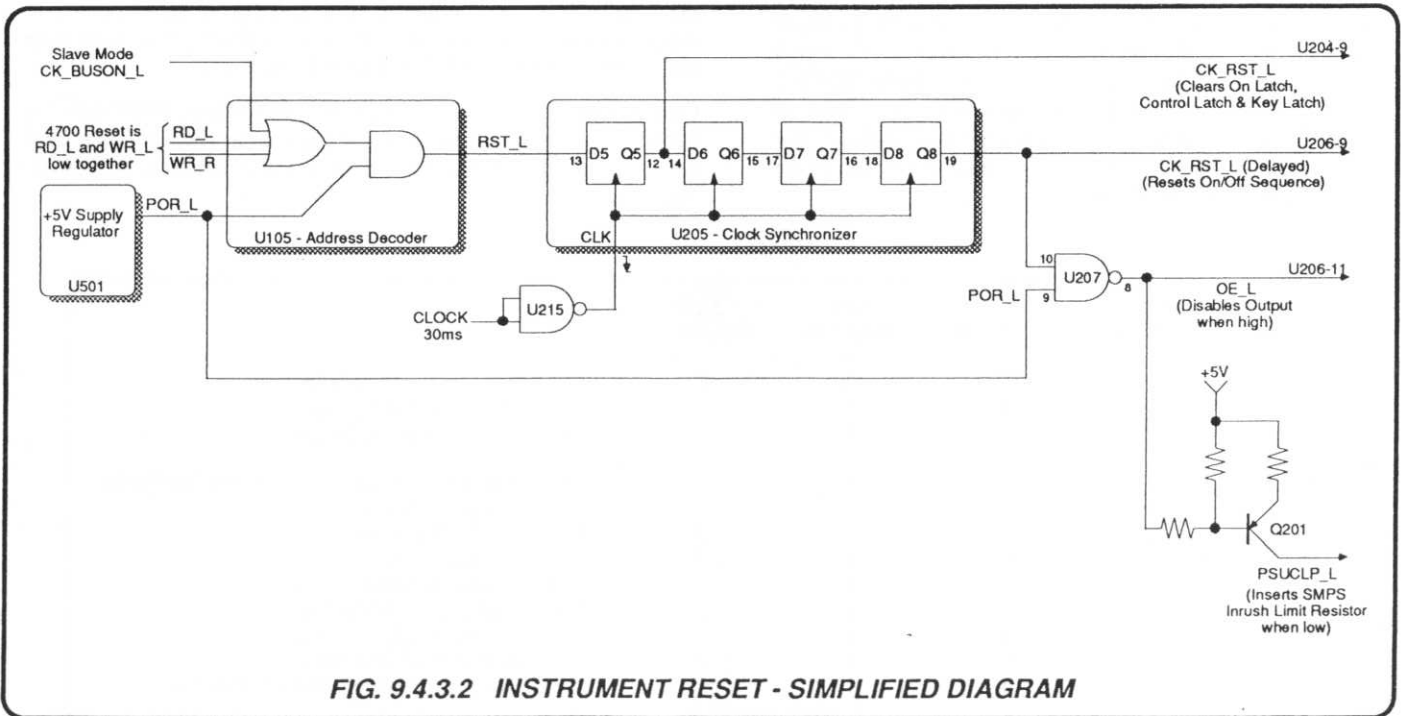 Slave Mode
CK_BUSON_L
4700 Reset is
RD_L and WR_L
low together
RD_L
WR_R
+5V Supply
Regulator
U501
POR_L
U105 - Address Decoder
RST_L
13
D5 Q5
12
14
D6 Q6
15
17
D7 Q7
16
18
D8 Q8
19
CLK
U205 - Clock Synchronizer
CLOCK
30ms
U215
U204-9
CK_RST_L
(Clears On Latch,
Control Latch & Key Latch)
U206-9
CK_RST_L (Delayed)
(Resets On/Off Sequence)
10
POR_L
9
U207
8
U206-11
OE_L
(Disables Output
when high)
+5V
Q201
PSUCLP_L
(Inserts SMPS
Inrush Limit Resistor
when low)
FIG. 9.4.3.2 INSTRUMENT RESET - SIMPLIFIED DIAGRAM